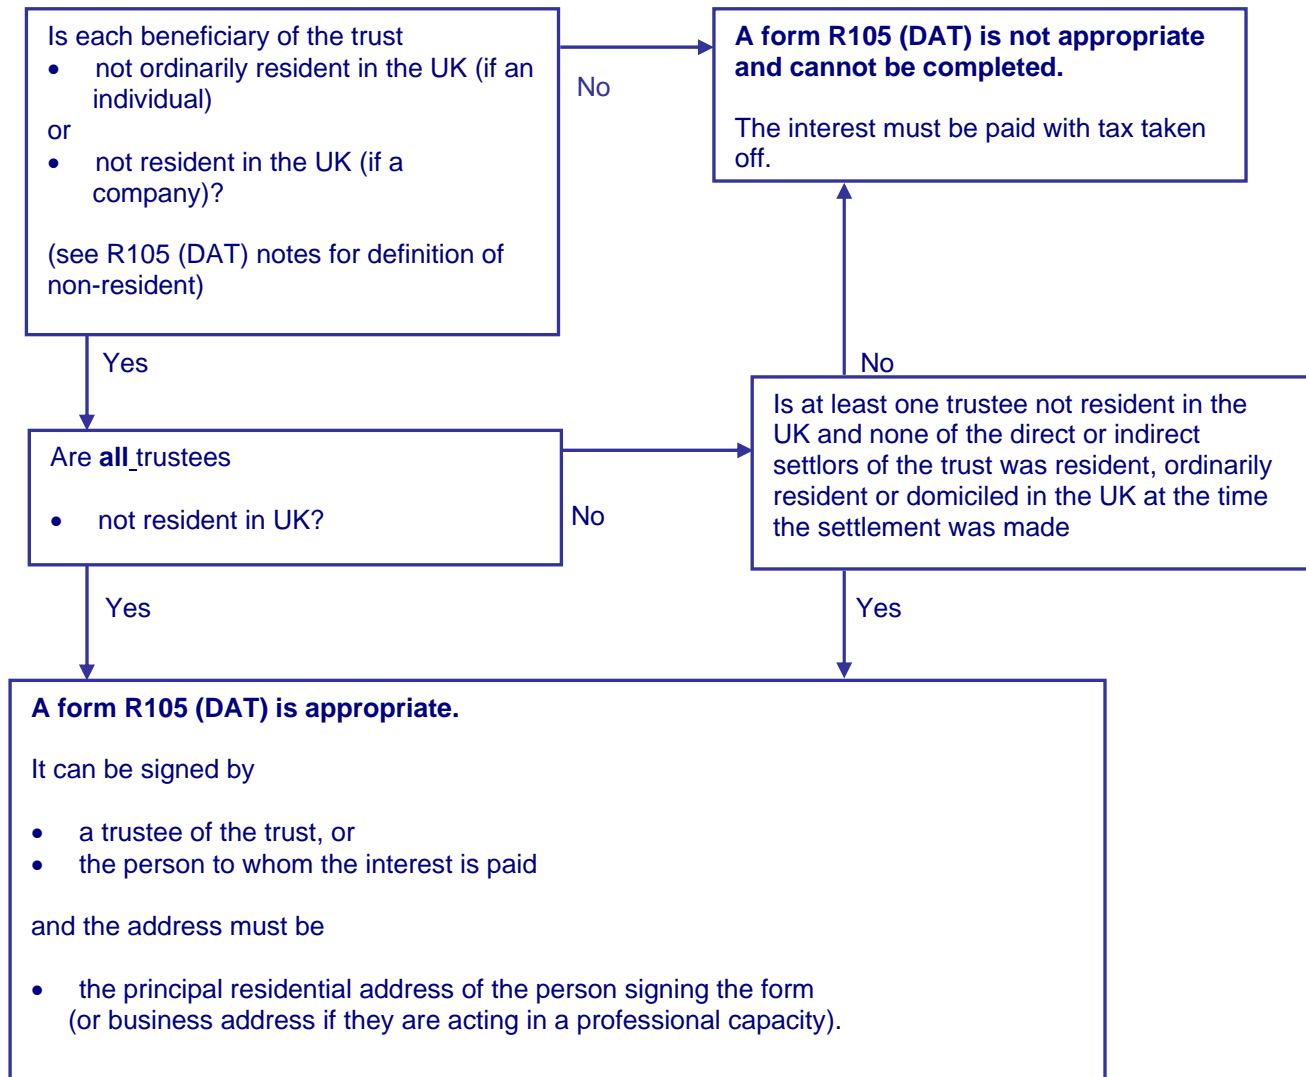 Is each beneficiary of the trust
• not ordinarily resident in the UK (if an
individual)
or
• not resident in the UK (if a
company)?
(see R105 (DAT) notes for definition of
non-resident)
No
A form R105 (DAT) is not appropriate
and cannot be completed.
The interest must be paid with tax taken
off.
Yes
No
Are all trustees
• not resident in UK?
No
Is at least one trustee not resident in the
UK and none of the direct or indirect
settlors of the trust was resident, ordinarily
resident or domiciled in the UK at the time
the settlement was made
Yes
Yes
A form R105 (DAT) is appropriate.
It can be signed by
• a trustee of the trust, or
• the person to whom the interest is paid
and the address must be
• the principal residential address of the person signing the form
(or business address if they are acting in a professional capacity).